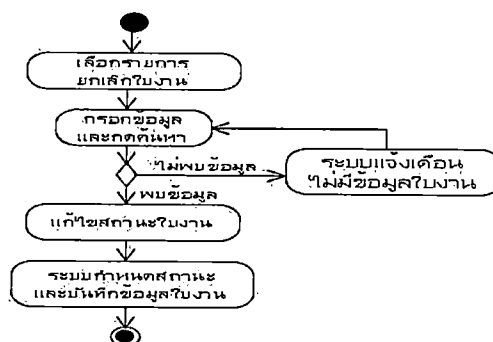 เลือกรายการ
ยกเลิกใบงาน
กรอกข้อมูล
และกดค้นหา
ไม่พบข้อมูล
ระบบแจ้งเตือน
ไม่มีข้อมูลใบงาน
พบข้อมูล
แก้ไขสถานะใบงาน
ระบบกำหนดสถานะ
และบันทึกข้อมูลใบงาน